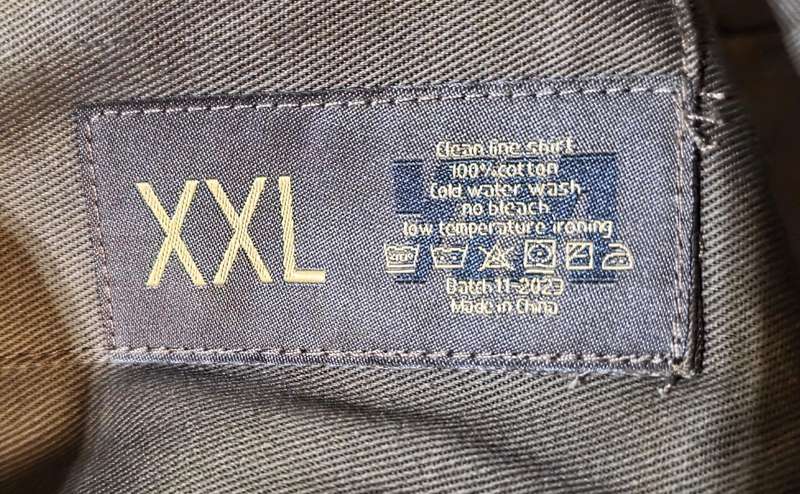 XXL
Clean line shirt
100% cotton
Cold water wash
no bleach
low temperature ironing
Batch 11-2023
Made in China